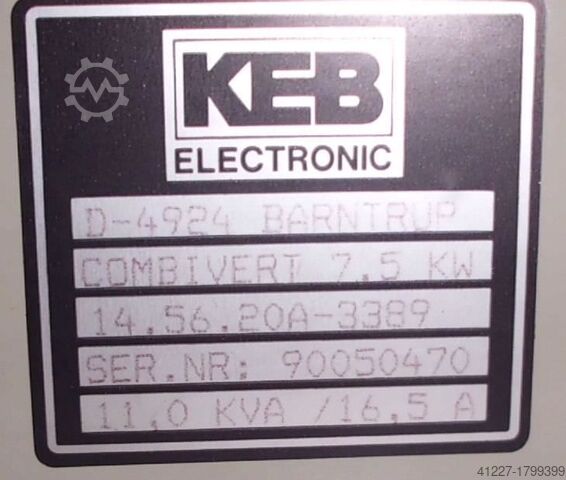 KEB
ELECTRONIC
D-4924 BARNTRUP
COMBIVERT 7.5 KW
14.56.20A-3389
SER.NR: 90050470
11,0 KVA /16,5 A
41227-1799399